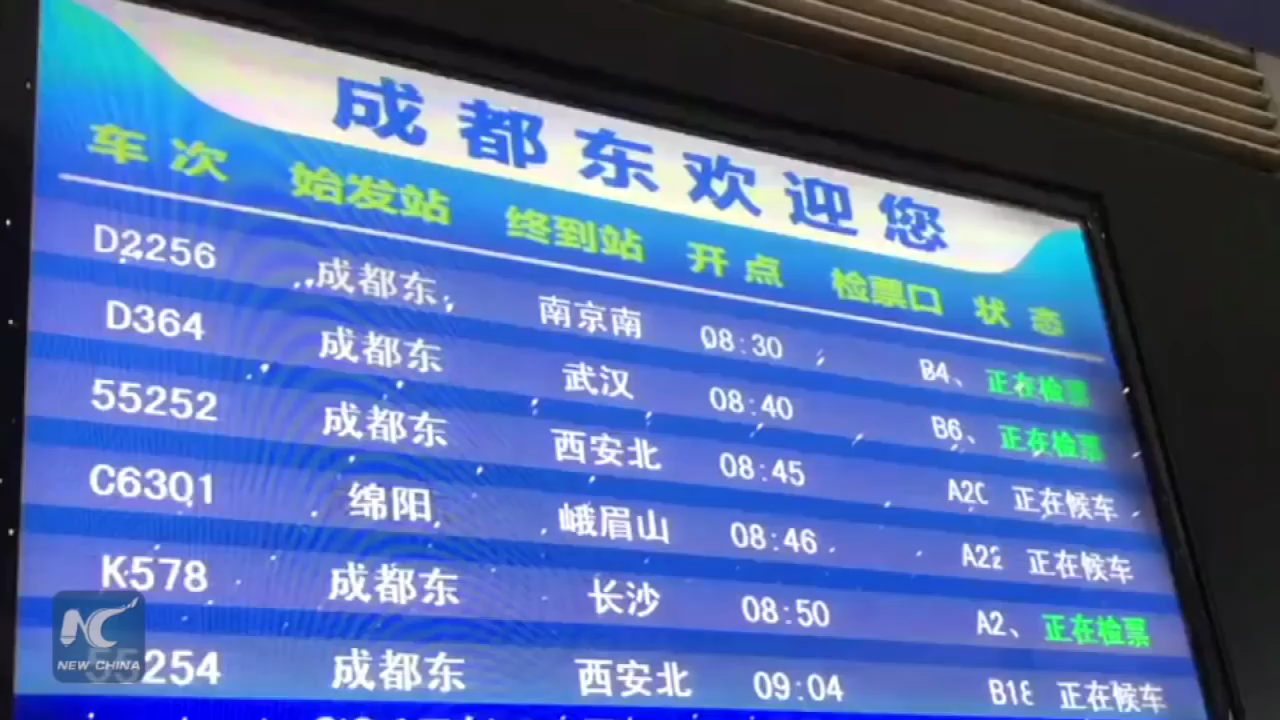 成都东欢迎您
车次 始发站 终到站 开点 检票口 状态
D2256 成都东 南京南 08:30 B4、 正在检票
D364 成都东 武汉 08:40 B6、 正在检票
55252 成都东 西安北 08:45 A20 正在候车
C6301 绵阳 峨眉山 08:46 A22 正在候车
K578 成都东 长沙 08:50 A2、 正在检票
55254 成都东 西安北 09:04 B18 正在候车
NC
NEW CHINA